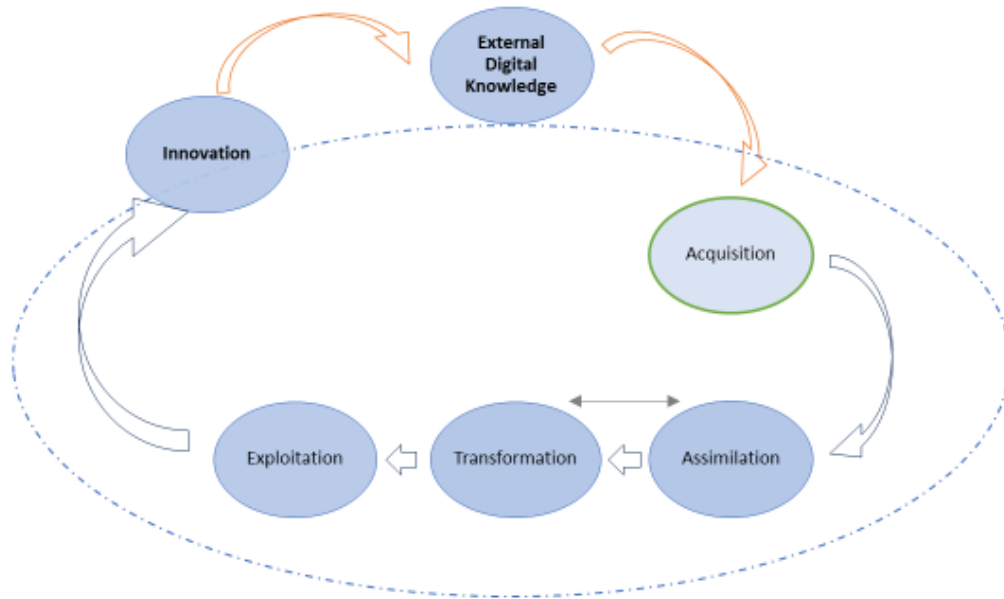 External
Digital
Knowledge
Innovation
Acquisition
Exploitation
Transformation
Assimilation